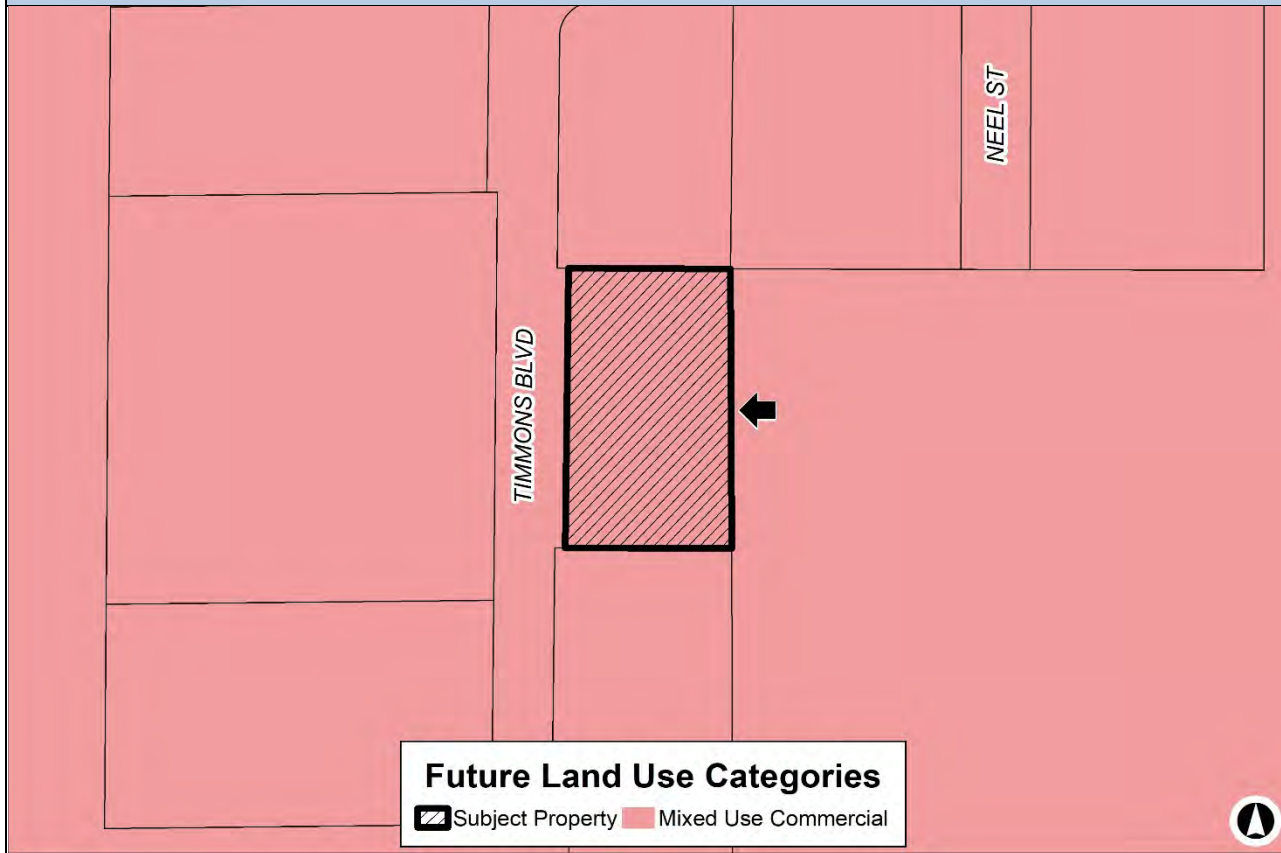 NEEL ST
TIMMONS BLVD
Future Land Use Categories
Subject Property Mixed Use Commercial